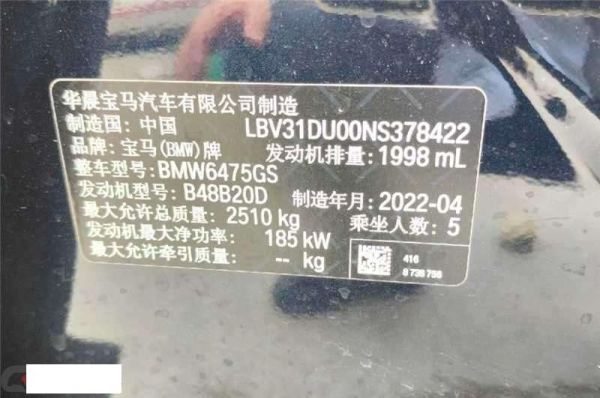 华晨宝马汽车有限公司制造
制造国: 中国 LBV31DU00NS378422
品牌: 宝马(BMW)牌 发动机排量: 1998 mL
整车型号: BMW6475GS
发动机型号: B48B20D 制造年月: 2022-04
最大允许总质量: 2510 kg 乘坐人数: 5
发动机最大净功率: 185 kW
最大允许牵引质量: -- kg
416
9 738 758